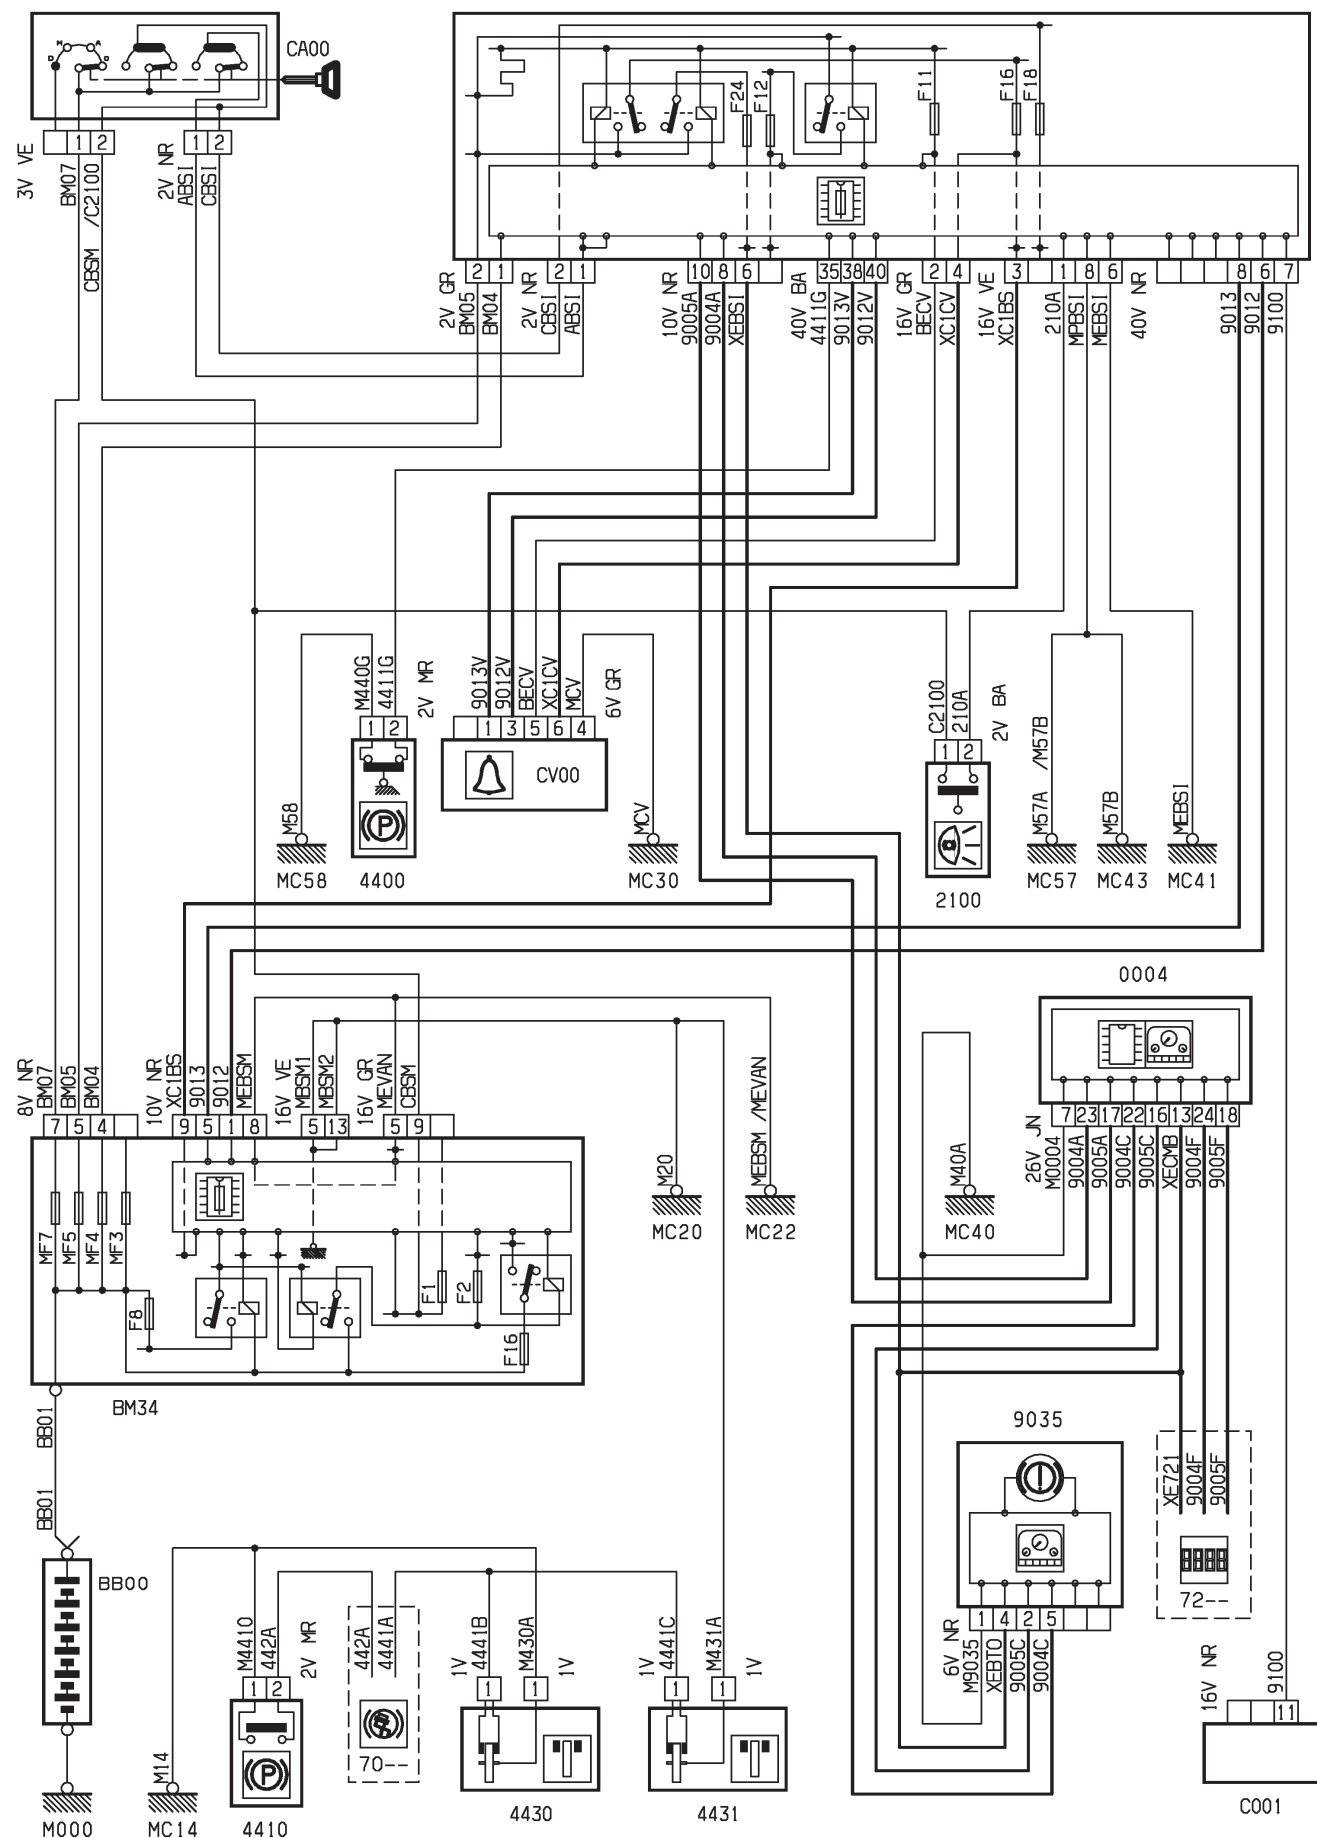 CA00
D M A D
3V VE
1 2
BM07
CBSM /C2100
2V NR
1 2
ABSI
CBSI
F24
F12
F11
F16
F18
2V GR
2 1
BM05
BM04
2V NR
2 1
CBSI
ABSI
10V NR
10 8 6
9005A
9004A
XEBSI
40V BA
35 38 40
4411G
9013V
9012V
16V GR
2 4
BECV
XC1CV
16V VE
3
XC1BS
1 8 6
210A
MPBSI
MEBSI
40V NR
8 6 7
9013
9012
9100
M440G
4411G
2V MR
1 2
P
M58
MC58
4400
9013V
9012V
BECV
XC1CV
MCV
6V GR
1 3 5 6 4
CV00
MCV
MC30
C2100
210A
2V BA
1 2
2100
M57A /M57B
M57B
MEBSI
MC57
MC43
MC41
8V NR
BM07
BM05
BM04
7 5 4
10V NR
XC1BS
9013
9012
MEBSM
9 5 1 8
16V VE
MBSM1
MBSM2
5 13
16V GR
MEVAN
CBSM
5 9
MF7
MF5
MF4
MF3
F8
F1
F2
F16
BM34
M20
MC20
MEBSM /MEVAN
MC22
M40A
MC40
0004
7 23 17 22 16 13 24 18
26V JN
M0004
9004A
9005A
9004C
9005C
XECMB
9004F
9005F
9035
6V NR
1 4 2 5
M9035
XEBTO
9005C
9004C
XE721
9004F
9005F
72--
BB01
BB01
BB00
M000
M14
MC14
M4410
442A
2V MR
1 2
P
4410
442A
4441A
70--
1V
4441B
M430A
1V
1 1
4430
1V
4441C
M431A
1V
1 1
4431
16V NR
9100
11
C001